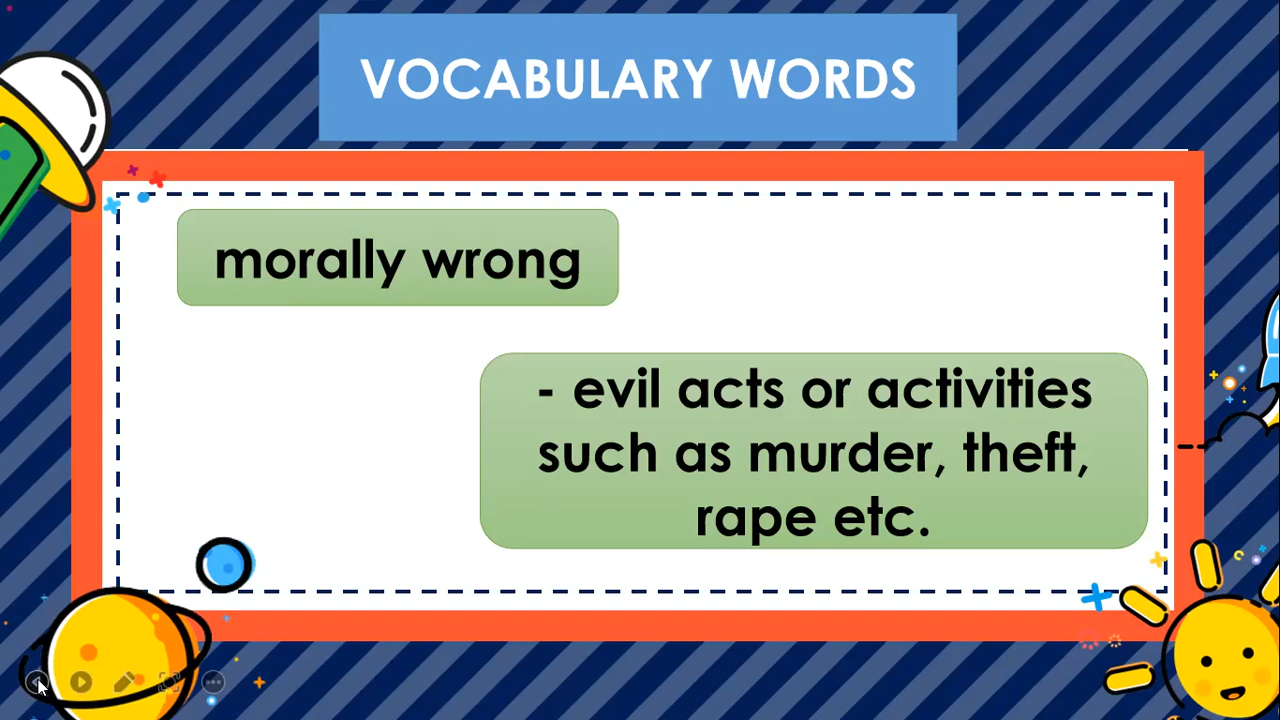 VOCABULARY WORDS
morally wrong
- evil acts or activities
such as murder, theft,
rape etc.